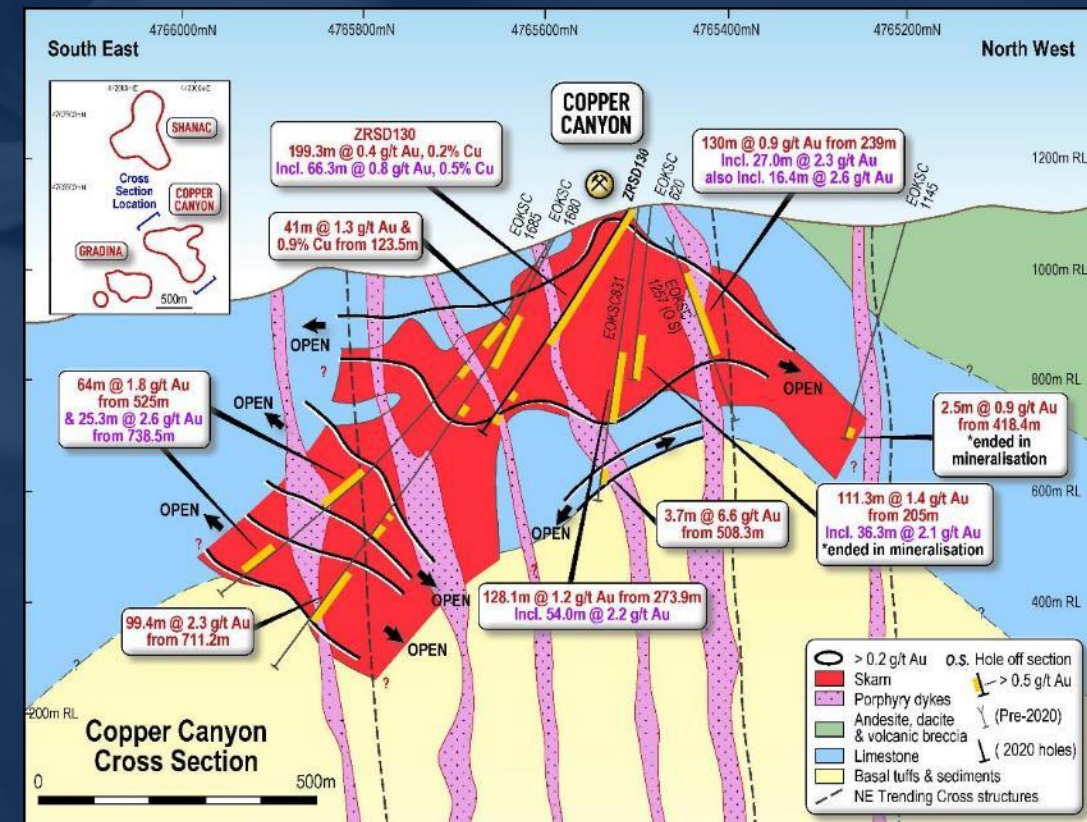 4766000mN
4765800mN
4765600mN
4765400mN
4765200mN
South East
North West
SHANAC
Cross
Section
Location
COPPER
CANYON
GRADINA
500m
COPPER
CANYON
ZRSD130
199.3m @ 0.4 g/t Au, 0.2% Cu
Incl. 66.3m @ 0.8 g/t Au, 0.5% Cu
130m @ 0.9 g/t Au from 239m
Incl. 27.0m @ 2.3 g/t Au
also Incl. 16.4m @ 2.6 g/t Au
41m @ 1.3 g/t Au &
0.9% Cu from 123.5m
EOKSC
1685
EOKSC
1680
ZRSD130
EOKSC
620
EOKSC
1145
EOKSC831
EOKSC
1257 (O.S)
1200m RL
1000m RL
800m RL
600m RL
400m RL
200m RL
OPEN
?
OPEN
64m @ 1.8 g/t Au
from 525m
& 25.3m @ 2.6 g/t Au
from 738.5m
OPEN
OPEN
2.5m @ 0.9 g/t Au
from 418.4m
*ended in
mineralisation
?
?
111.3m @ 1.4 g/t Au
from 205m
Incl. 36.3m @ 2.1 g/t Au
*ended in mineralisation
3.7m @ 6.6 g/t Au
from 508.3m
OPEN
128.1m @ 1.2 g/t Au from 273.9m
Incl. 54.0m @ 2.2 g/t Au
OPEN
OPEN
99.4m @ 2.3 g/t Au
from 711.2m
?
?
?
?
?
Copper Canyon
Cross Section
0
500m
> 0.2 g/t Au
O.S. Hole off section
Skarn
> 0.5 g/t Au
Porphyry dykes
(Pre-2020)
Andesite, dacite
& volcanic breccia
Limestone
( 2020 holes)
Basal tuffs & sediments
NE Trending Cross structures